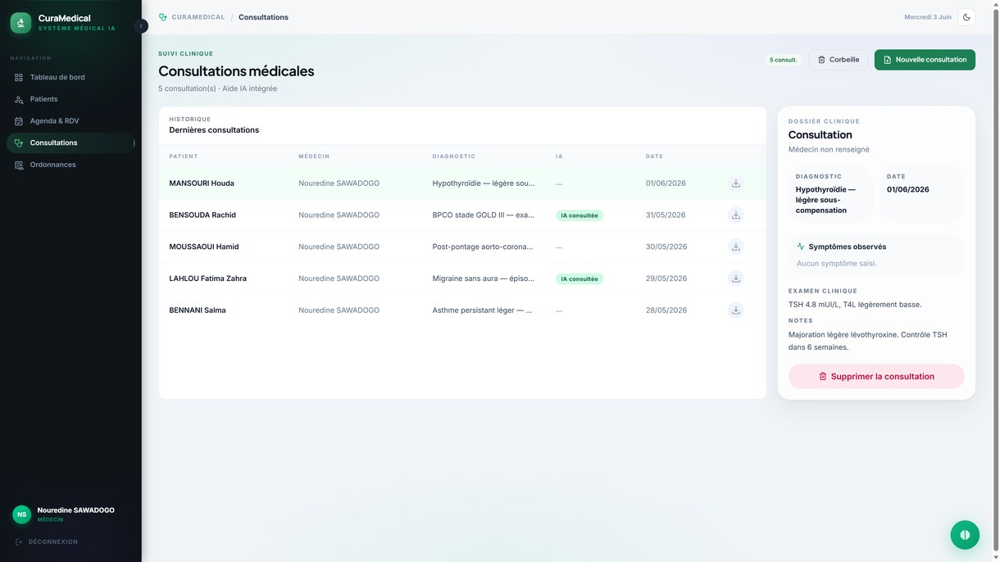 CuraMedical
SYSTÈME MÉDICAL IA
NAVIGATION
Tableau de bord
Patients
Agenda & RDV
Consultations
Ordonnances
NS
Nouredine SAWADOGO
MÉDECIN
DÉCONNEXION
CURAMEDICAL / Consultations
Mercredi 3 Juin
SUIVI CLINIQUE
Consultations médicales
5 consultation(s) · Aide IA intégrée
5 consult.
Corbeille
Nouvelle consultation
HISTORIQUE
Dernières consultations
PATIENT MÉDECIN DIAGNOSTIC IA DATE
MANSOURI Houda Nouredine SAWADOGO Hypothyroïdie — légère sou... — 01/06/2026
BENSOUDA Rachid Nouredine SAWADOGO BPCO stade GOLD III — exa... IA consultée 31/05/2026
MOUSSAOUI Hamid Nouredine SAWADOGO Post-pontage aorto-corona... — 30/05/2026
LAHLOU Fatima Zahra Nouredine SAWADOGO Migraine sans aura — épiso... IA consultée 29/05/2026
BENNANI Salma Nouredine SAWADOGO Asthme persistant léger — ... — 28/05/2026
DOSSIER CLINIQUE
Consultation
Médecin non renseigné
DIAGNOSTIC
Hypothyroïdie —
légère sous-
compensation
DATE
01/06/2026
Symptômes observés
Aucun symptôme saisi.
EXAMEN CLINIQUE
TSH 4.8 mUI/L, T4L légèrement basse.
NOTES
Majoration légère lévothyroxine. Contrôle TSH
dans 6 semaines.
Supprimer la consultation